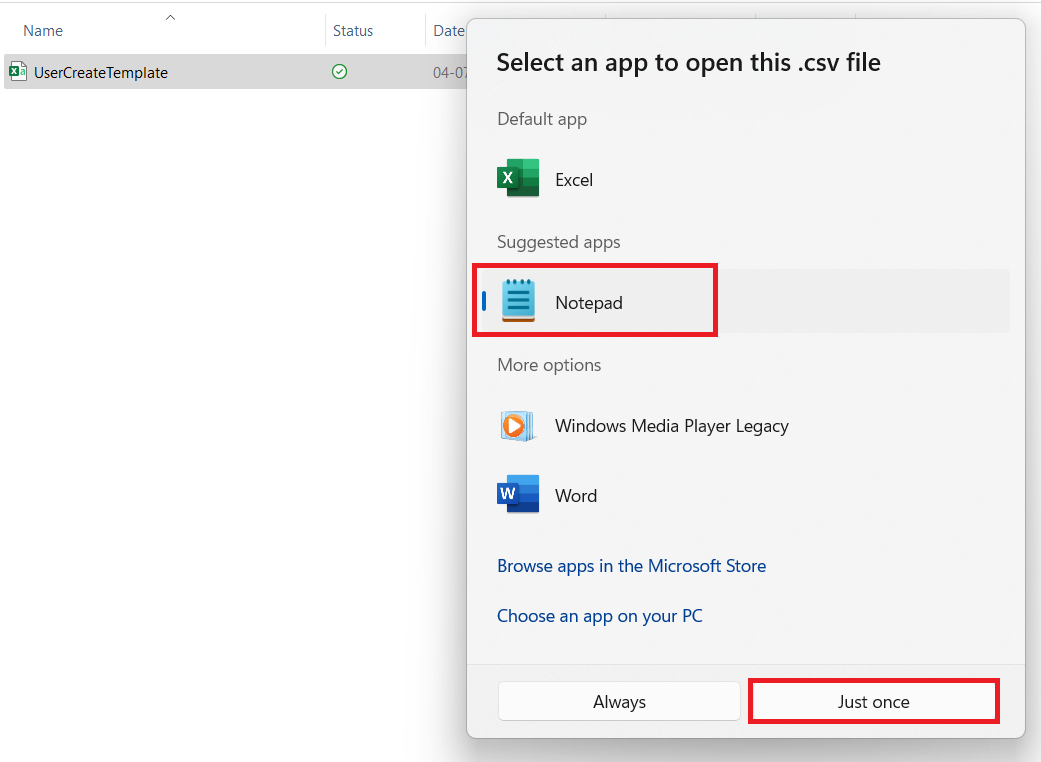 Name Status Date
UserCreateTemplate 04-07
Select an app to open this .csv file
Default app
Excel
Suggested apps
Notepad
More options
Windows Media Player Legacy
Word
Browse apps in the Microsoft Store
Choose an app on your PC
Always Just once